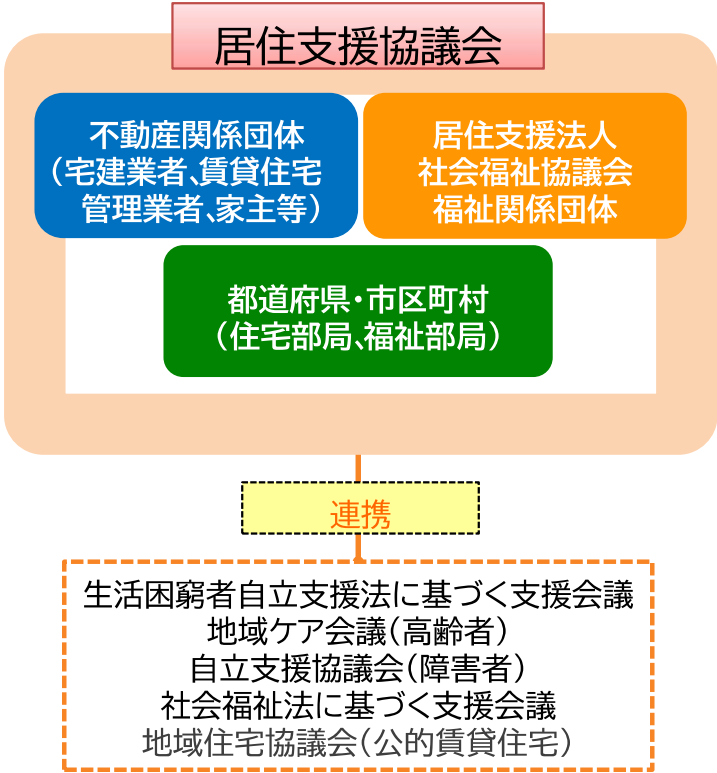 居住支援協議会
不動産関係団体
（宅建業者、賃貸住宅
管理業者、家主等）
居住支援法人
社会福祉協議会
福祉関係団体
都道府県・市区町村
（住宅部局、福祉部局）
連携
生活困窮者自立支援法に基づく支援会議
地域ケア会議（高齢者）
自立支援協議会（障害者）
社会福祉法に基づく支援会議
地域住宅協議会（公的賃貸住宅）